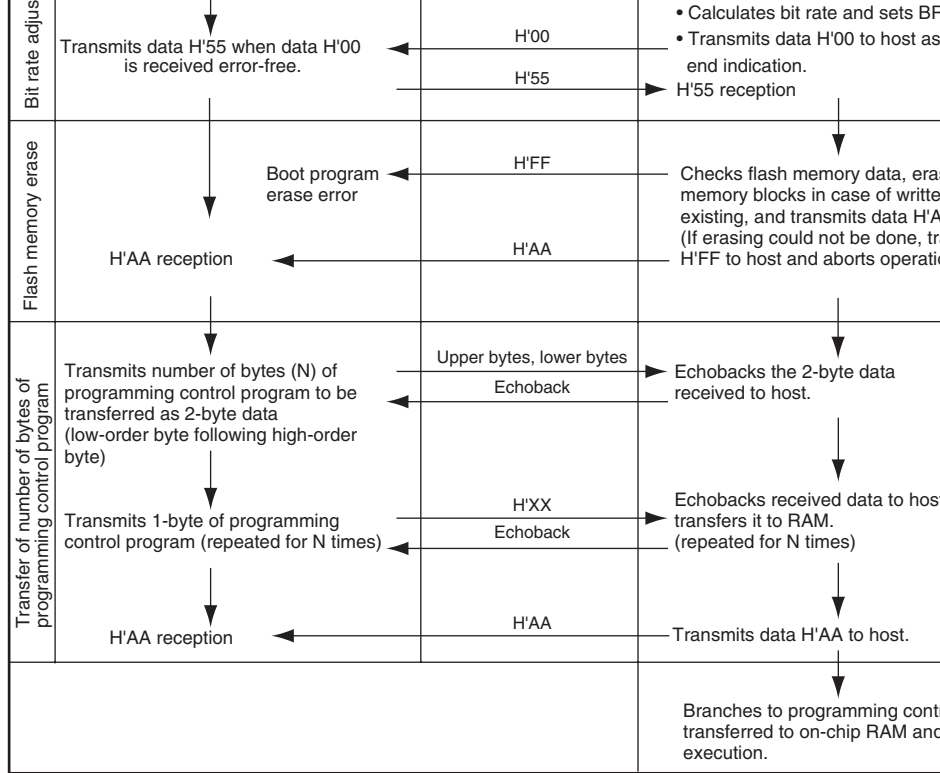 Bit rate adjus
Transmits data H'55 when data H'00
is received error-free.
H'00
H'55
• Calculates bit rate and sets
• Transmits data H'00 to host as
end indication.
H'55 reception
Flash memory erase
Boot program
erase error
H'AA reception
H'FF
H'AA
Checks flash memory data, eras
memory blocks in case of writte
existing, and transmits data H'A
(If erasing could not be done, tra
H'FF to host and aborts operati
Transfer of number of bytes of
programming control program
Transmits number of bytes (N) of
programming control program to be
transferred as 2-byte data
(low-order byte following high-order
byte)
Upper bytes, lower bytes
Echoback
Echobacks the 2-byte data
received to host.
Transmits 1-byte of programming
control program (repeated for N times)
H'XX
Echoback
Echobacks received data to host
transfers it to RAM.
(repeated for N times)
H'AA reception
H'AA
Transmits data H'AA to host.
Branches to programming contr
transferred to on-chip RAM and
execution.